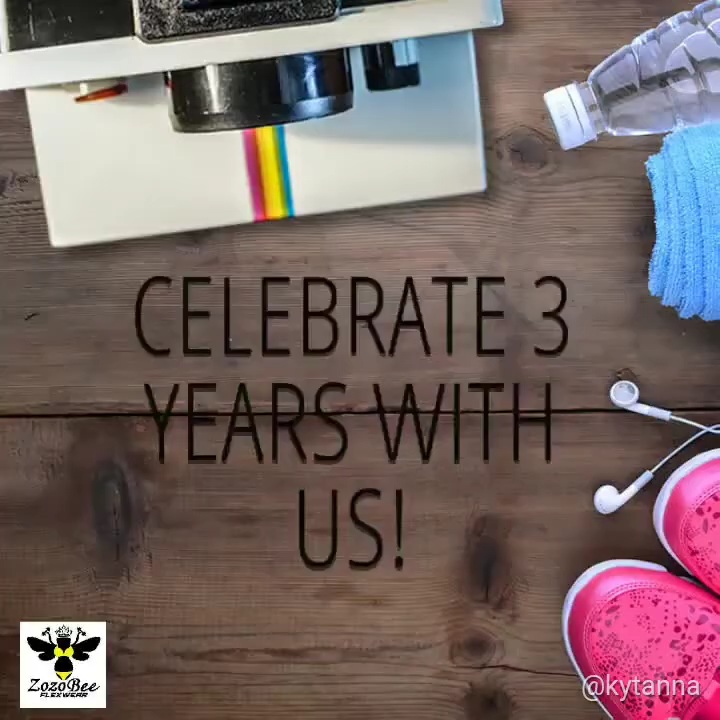 CELEBRATE 3
YEARS WITH
US!
ZozoBee
FLEXWEAR
@kytanna